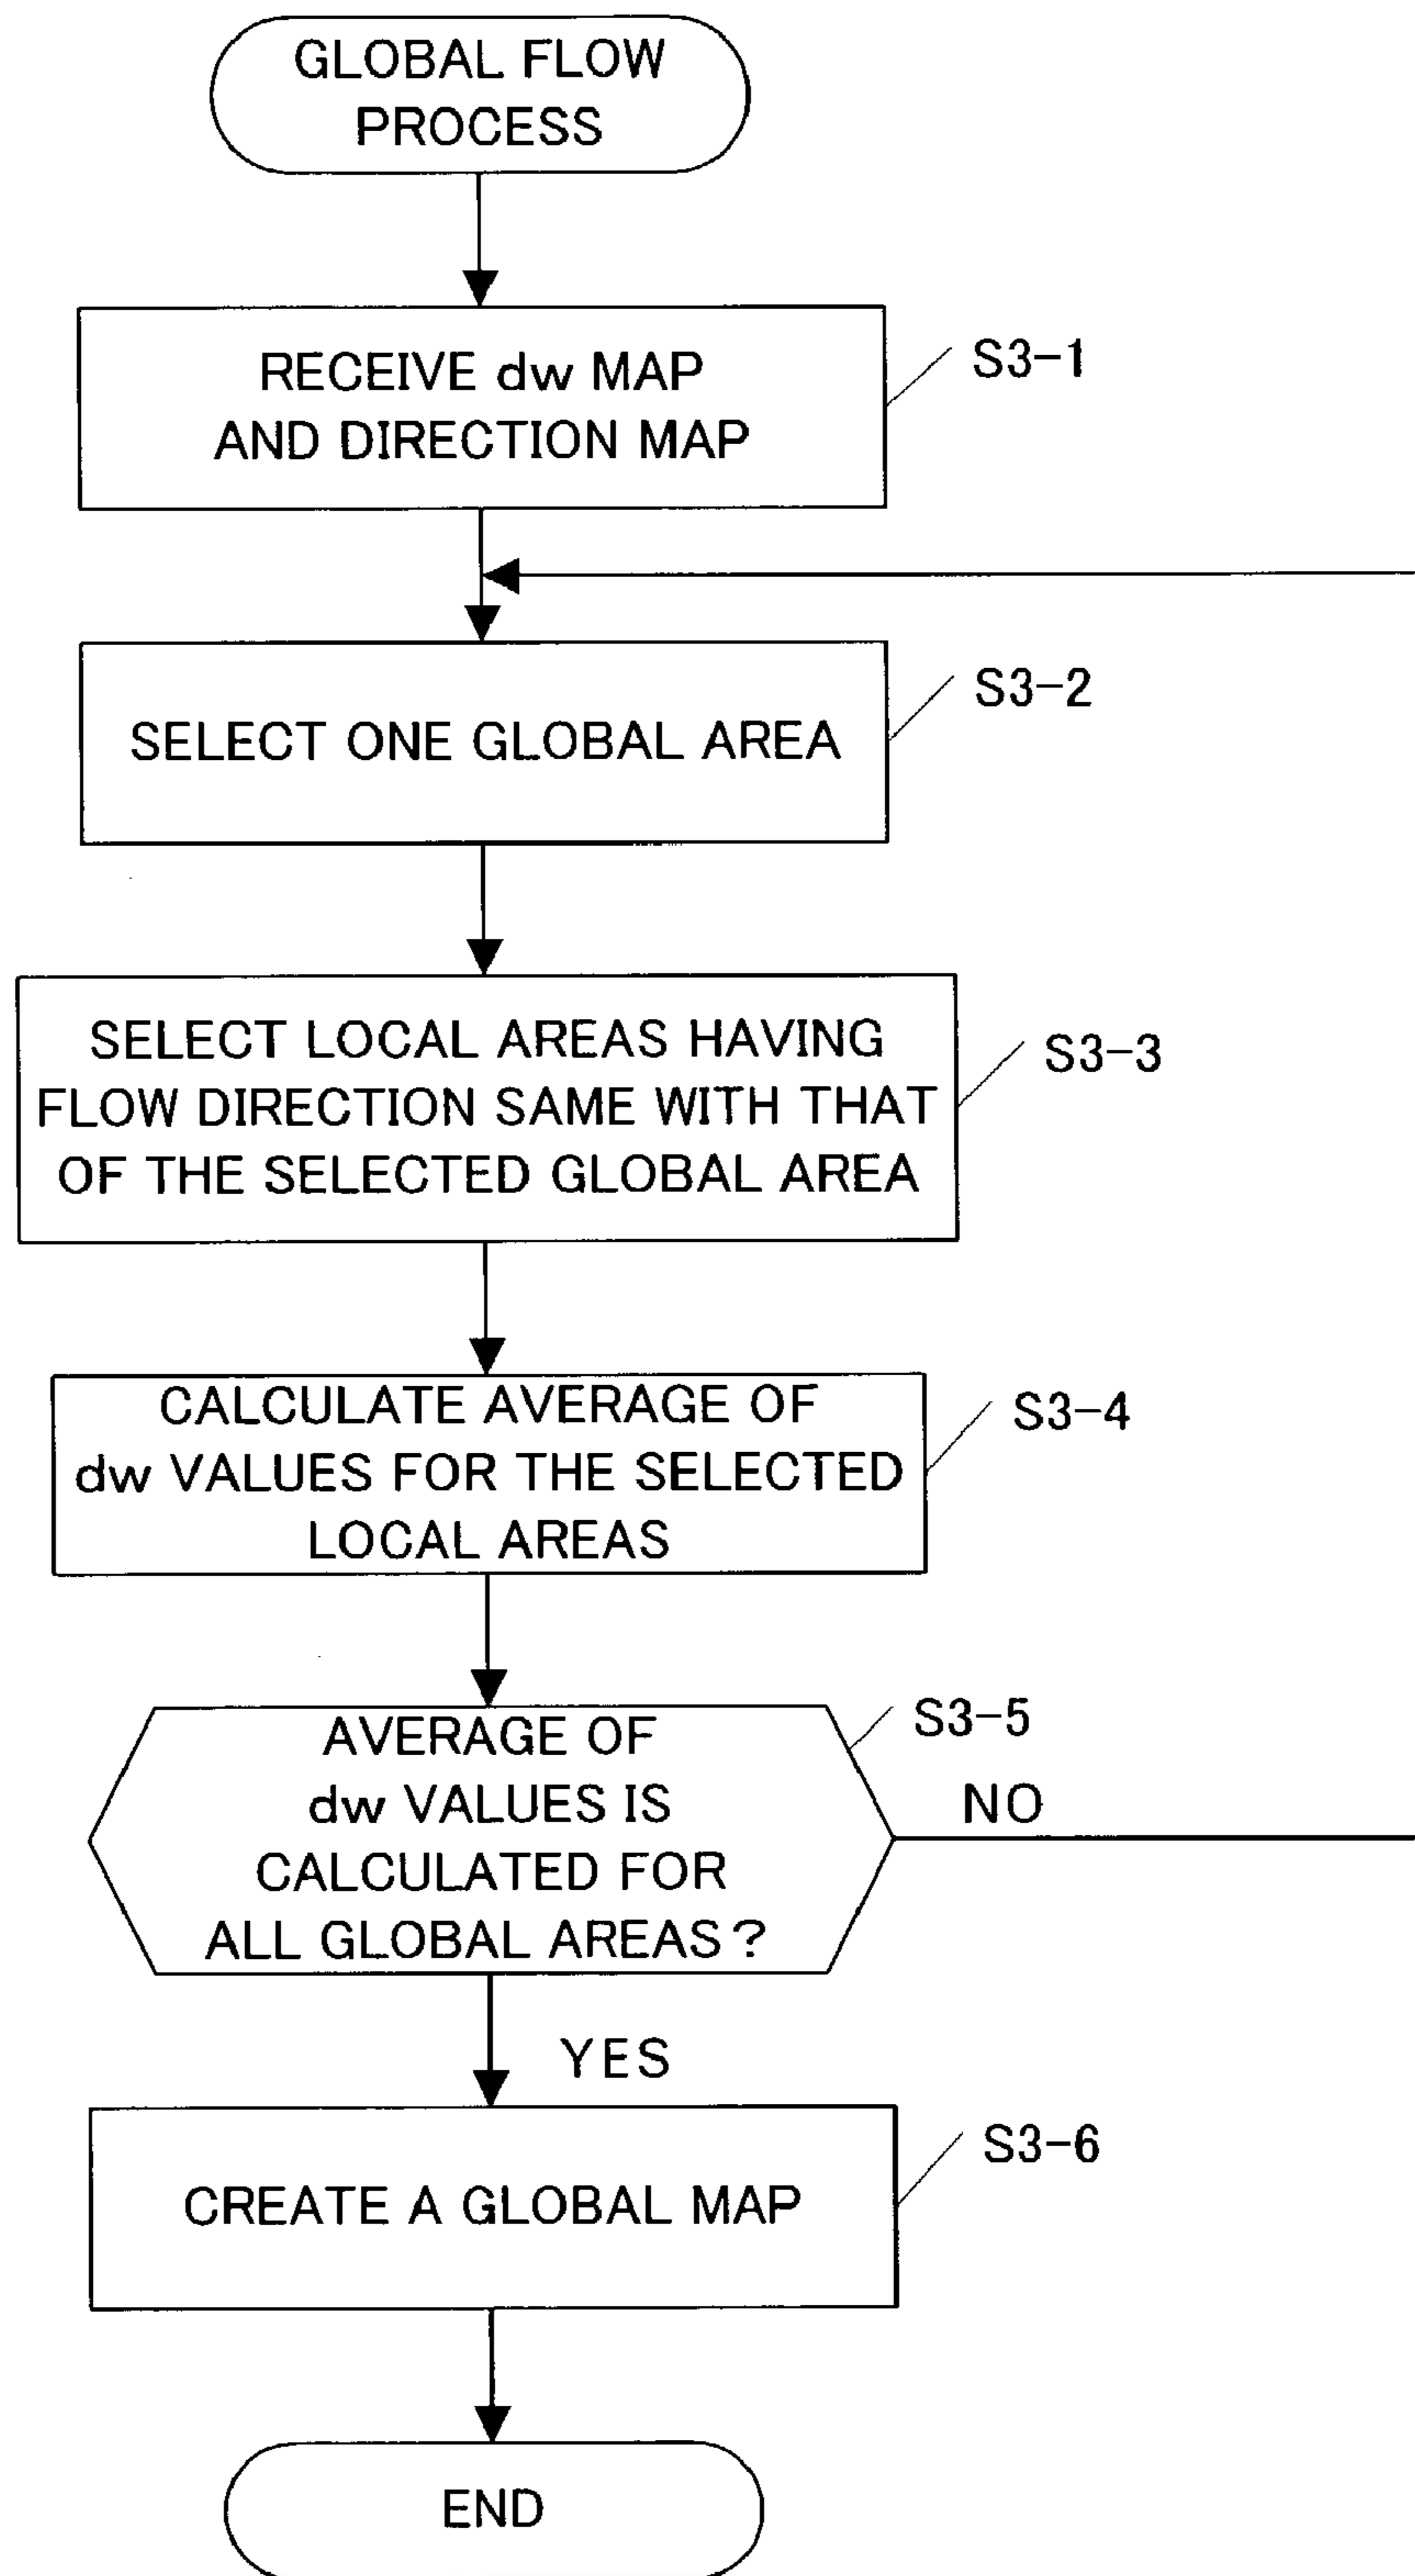 GLOBAL FLOW
PROCESS
RECEIVE dw MAP
AND DIRECTION MAP
S3-1
SELECT ONE GLOBAL AREA
S3-2
SELECT LOCAL AREAS HAVING
FLOW DIRECTION SAME WITH THAT
OF THE SELECTED GLOBAL AREA
S3-3
CALCULATE AVERAGE OF
dw VALUES FOR THE SELECTED
LOCAL AREAS
S3-4
AVERAGE OF
dw VALUES IS
CALCULATED FOR
ALL GLOBAL AREAS?
S3-5
NO
YES
CREATE A GLOBAL MAP
S3-6
END